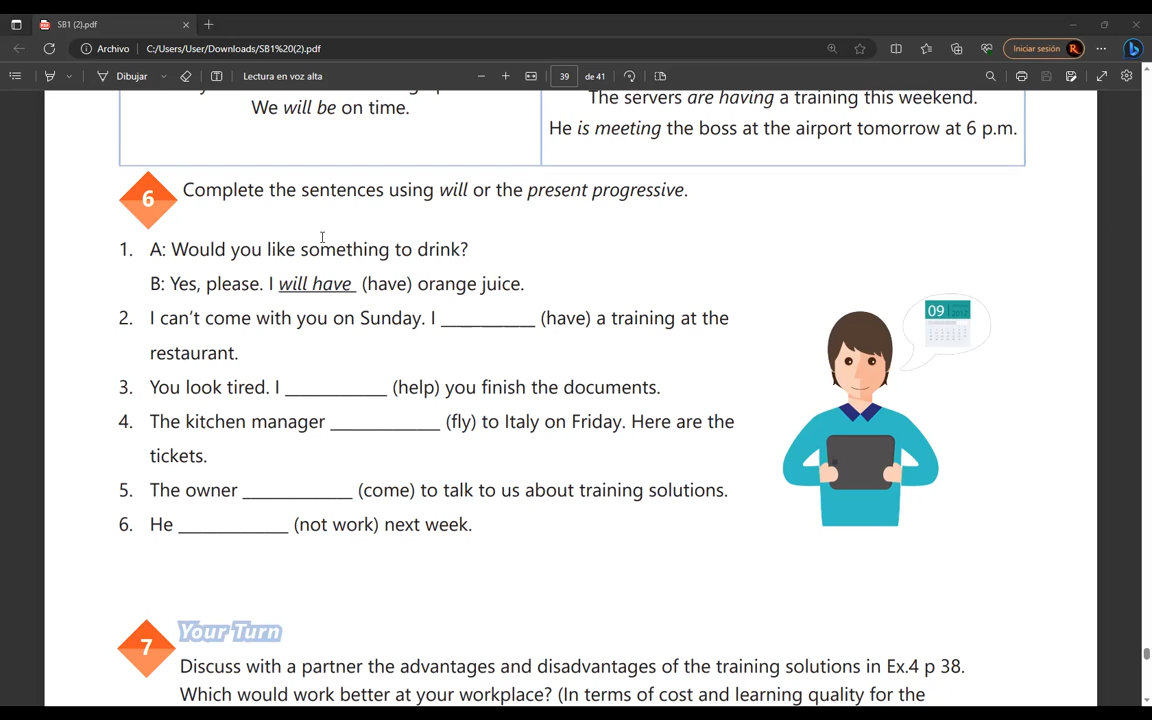 SB1 (2).pdf
Archivo C:/Users/User/Downloads/SB1%20(2).pdf Iniciar sesión R
Dibujar Lectura en voz alta 39 de 41
We will be on time.
The servers are having a training this weekend.
He is meeting the boss at the airport tomorrow at 6 p.m.
6 Complete the sentences using will or the present progressive.
1. A: Would you like something to drink?
B: Yes, please. I will have (have) orange juice.
2. I can't come with you on Sunday. I __________ (have) a training at the
restaurant.
3. You look tired. I ___________ (help) you finish the documents.
4. The kitchen manager ____________ (fly) to Italy on Friday. Here are the
tickets.
5. The owner ____________ (come) to talk to us about training solutions.
6. He ____________ (not work) next week.
09
2017
7 Your Turn
Discuss with a partner the advantages and disadvantages of the training solutions in Ex.4 p 38.
Which would work better at your workplace? (In terms of cost and learning quality for the